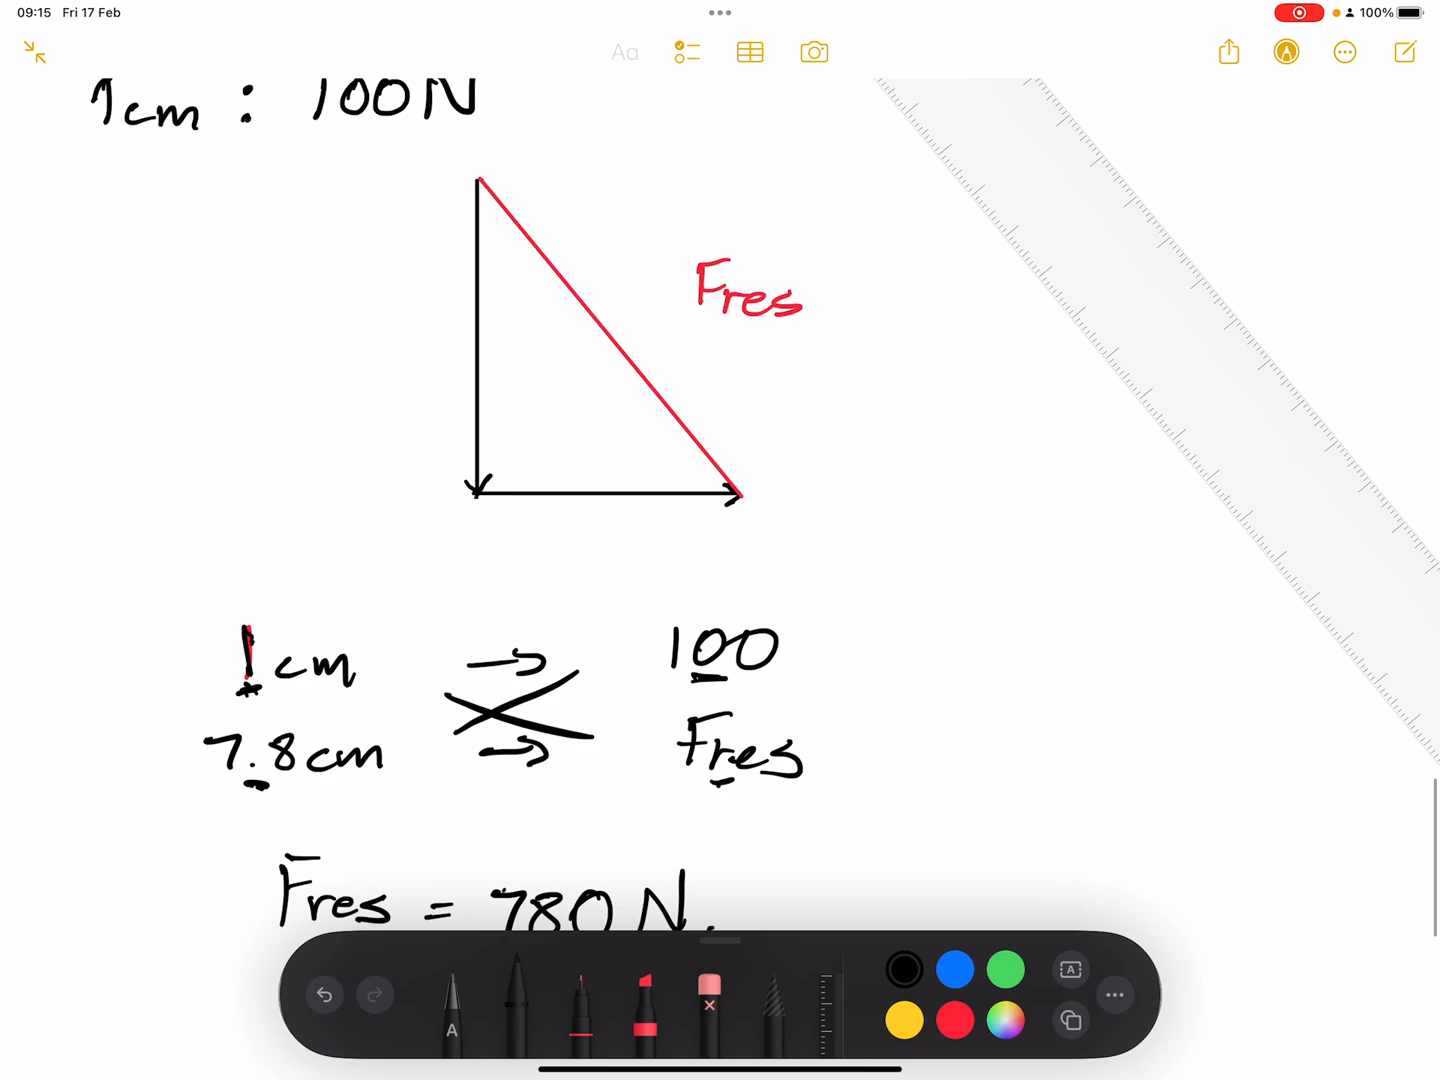 09:15 Fri 17 Feb
100%
Aa
1cm : 100N
Fres
1cm → 100
7.8cm → Fres
Fres = 780 N.
A
A